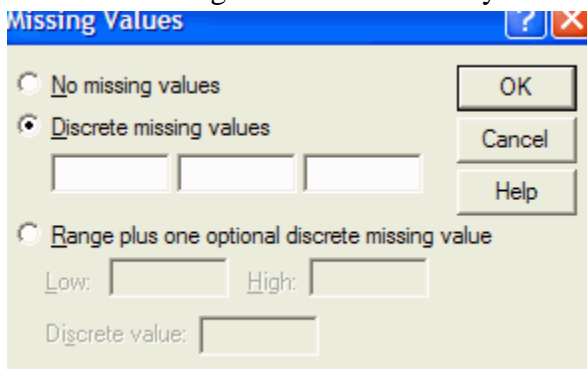 Missing Values
No missing values
OK
Discrete missing values
Cancel
Help
Range plus one optional discrete missing value
Low: High:
Discrete value: